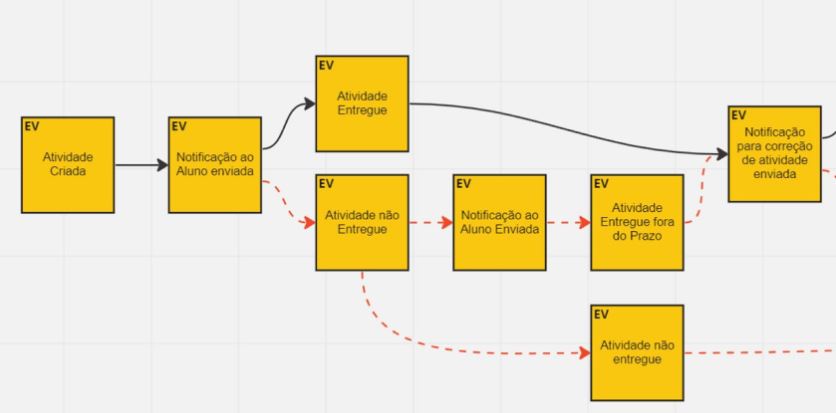 EV
Atividade
Criada
EV
Notificação ao
Aluno enviada
EV
Atividade
Entregue
EV
Atividade não
Entregue
EV
Notificação ao
Aluno Enviada
EV
Atividade
Entregue fora
do Prazo
EV
Notificação
para correção
de atividade
enviada
EV
Atividade não
entregue